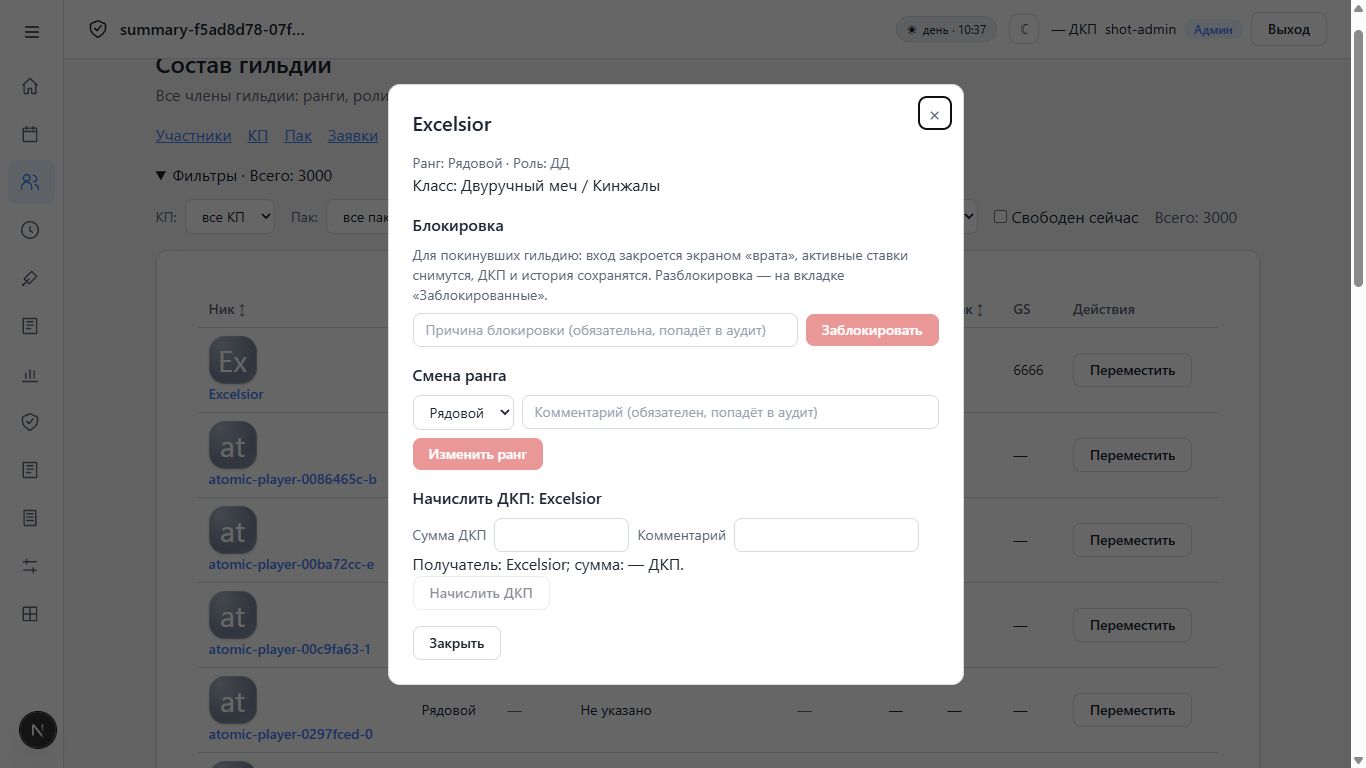 summary-f5ad8d78-07f...
☀ день · 10:37
☾
— ДКП shot-admin Админ Выход
Состав гильдии
Все члены гильдии: ранги, роли
Участники КП Пак Заявки
▼ Фильтры · Всего: 3000
КП: все КП Пак: все пак
Свободен сейчас Всего: 3000
Ник ↕ ↕ GS Действия
Ex
Excelsior
6666 Переместить
at
atomic-player-0086465c-b
— Переместить
at
atomic-player-00ba72cc-e
— Переместить
at
atomic-player-00c9fa63-1
— Переместить
at
atomic-player-0297fced-0
Рядовой — Не указано — — — — Переместить
N
Excelsior
×
Ранг: Рядовой · Роль: ДД
Класс: Двуручный меч / Кинжалы
Блокировка
Для покинувших гильдию: вход закроется экраном «врата», активные ставки
снимутся, ДКП и история сохранятся. Разблокировка — на вкладке
«Заблокированные».
Причина блокировки (обязательна, попадёт в аудит) Заблокировать
Смена ранга
Рядовой Комментарий (обязателен, попадёт в аудит)
Изменить ранг
Начислить ДКП: Excelsior
Сумма ДКП Комментарий
Получатель: Excelsior; сумма: — ДКП.
Начислить ДКП
Закрыть